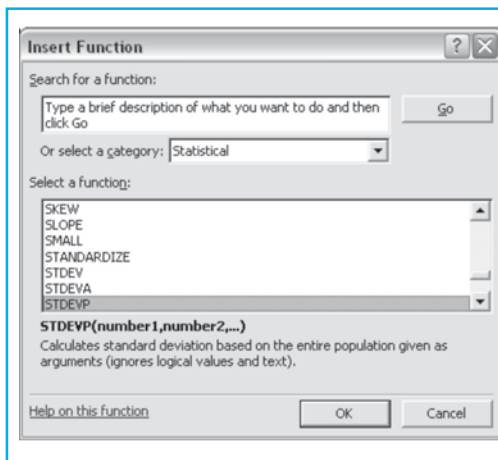 Insert Function
Search for a function:
Type a brief description of what you want to do and then
click Go
Go
Or select a category: Statistical
Select a function:
SKEW
SLOPE
SMALL
STANDARDIZE
STDEV
STDEVA
STDEVP
STDEVP(number1,number2,...)
Calculates standard deviation based on the entire population given as
arguments (ignores logical values and text).
Help on this function
OK
Cancel